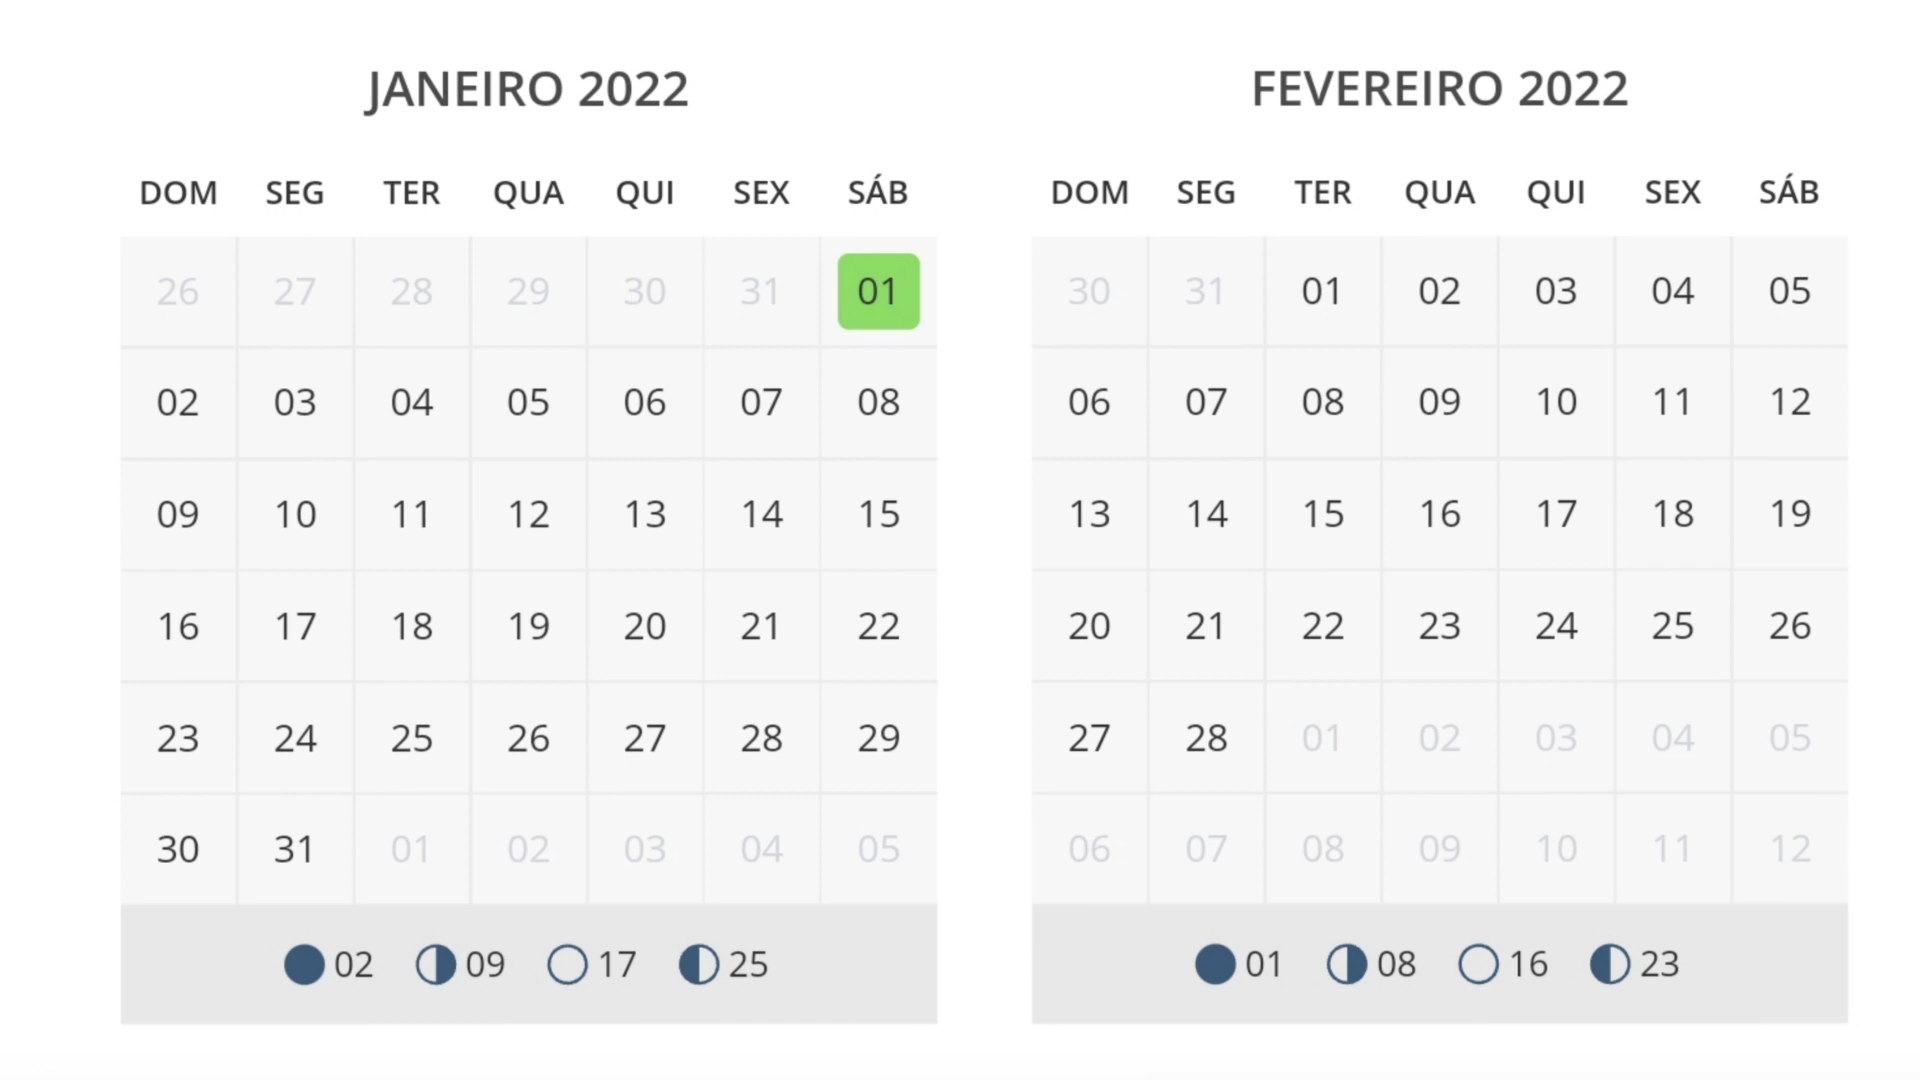 JANEIRO 2022
DOM SEG TER QUA QUI SEX SÁB
26 27 28 29 30 31 01
02 03 04 05 06 07 08
09 10 11 12 13 14 15
16 17 18 19 20 21 22
23 24 25 26 27 28 29
30 31 01 02 03 04 05
02 09 17 25
FEVEREIRO 2022
DOM SEG TER QUA QUI SEX SÁB
30 31 01 02 03 04 05
06 07 08 09 10 11 12
13 14 15 16 17 18 19
20 21 22 23 24 25 26
27 28 01 02 03 04 05
06 07 08 09 10 11 12
01 08 16 23